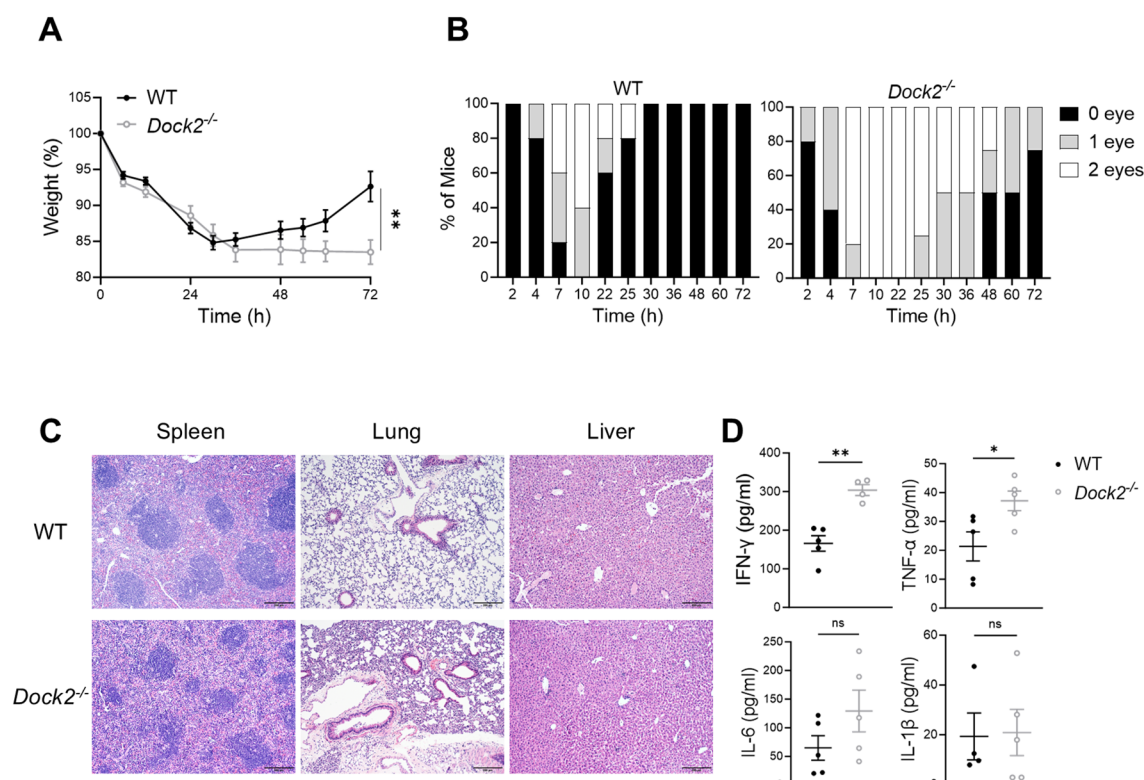 A
B
WT
Dock2-/-
105
100
95
90
85
80
Weight (%)
0
24
48
72
Time (h)
**
WT
100
80
60
40
20
0
% of Mice
2 4 7 10 22 25 30 36 48 60 72
Time (h)
Dock2-/-
100
80
60
40
20
0
2 4 7 10 22 25 30 36 48 60 72
Time (h)
0 eye
1 eye
2 eyes
C
Spleen
Lung
Liver
WT
Dock2-/-
D
400
300
200
100
0
IFN-γ (pg/ml)
**
50
40
30
20
10
0
TNF-α (pg/ml)
*
WT
Dock2-/-
250
200
150
100
50
IL-6 (pg/ml)
ns
60
40
20
IL-1β (pg/ml)
ns